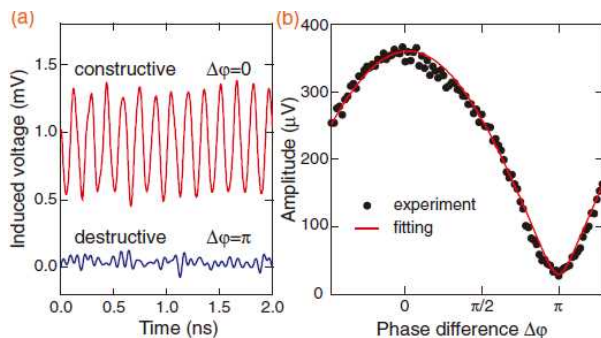 (a)
Induced voltage (mV)
1.5
1.0
0.5
0.0
constructive Δφ=0
destructive Δφ=π
0.0 0.5 1.0 1.5 2.0
Time (ns)
(b)
Amplitude (μV)
400
300
200
100
0
experiment
fitting
0 π/2 π
Phase difference Δφ